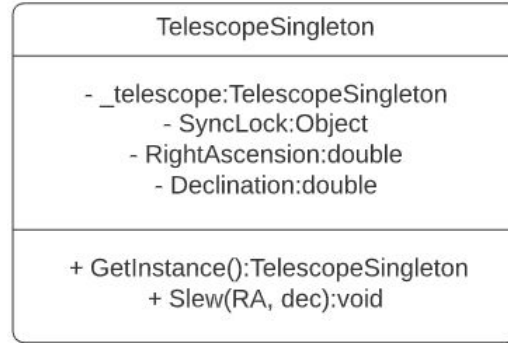 TelescopeSingleton
- _telescope:TelescopeSingleton
- SyncLock:Object
- RightAscension:double
- Declination:double
+ GetInstance():TelescopeSingleton
+ Slew(RA, dec):void